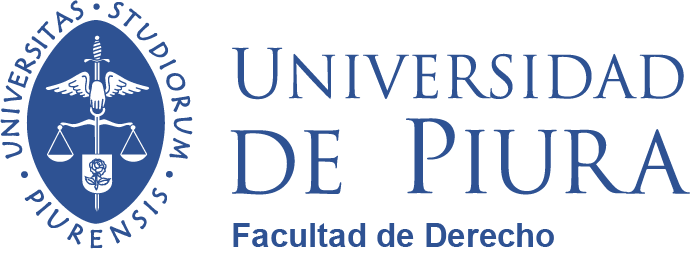 UNIVERSITAS · STUDIORUM · PIURENSIS ·
UNIVERSIDAD
DE PIURA
Facultad de Derecho